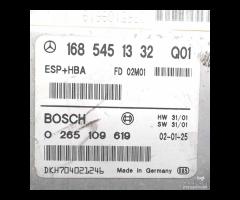 168 545 13 32 Q01
ESP+HBA FD 02M01
BOSCH HW 31/01
SW 31/01
0 265 109 619 02-01-25
DKH704021246 Made in Germany